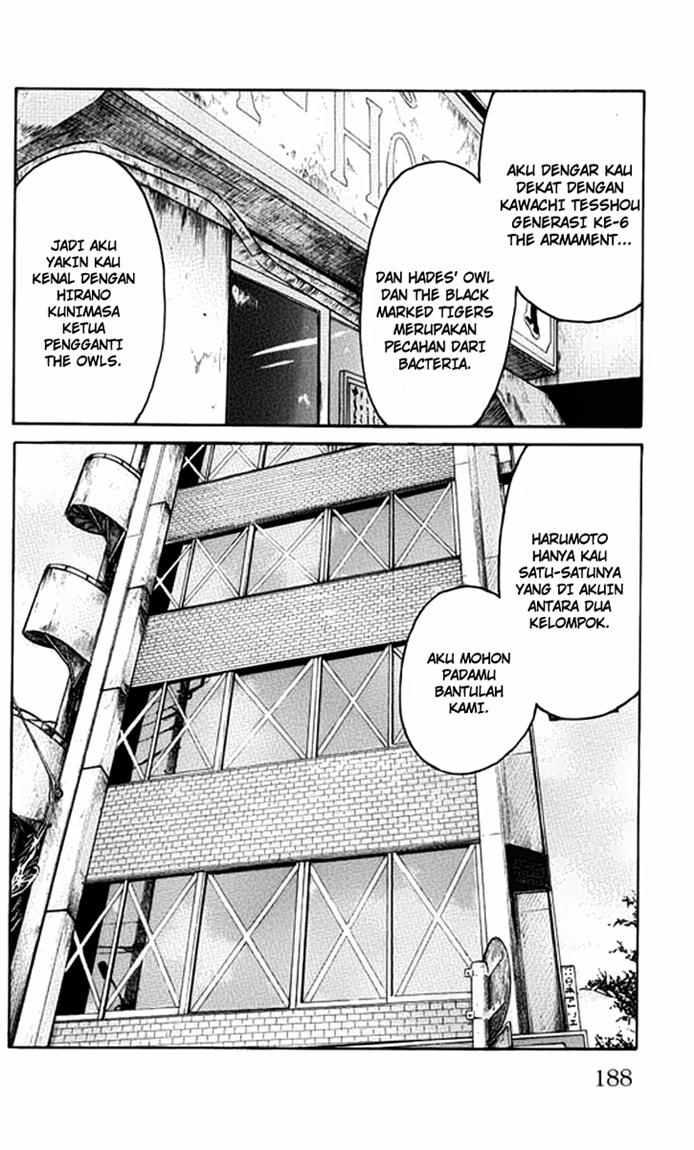 AKU DENGAR KAU
DEKAT DENGAN
KAWACHI TESSHOU
GENERASI KE-6
THE ARMAMENT...
DAN HADES' OWL
DAN THE BLACK
MARKED TIGERS
MERUPAKAN
PECAHAN DARI
BACTERIA.
JADI AKU
YAKIN KAU
KENAL DENGAN
HIRANO
KUNIMASA
KETUA
PENGGANTI
THE OWLS.
HARUMOTO
HANYA KAU
SATU-SATUNYA
YANG DI AKUIN
ANTARA DUA
KELOMPOK.
AKU MOHON
PADAMU
BANTULAH
KAMI.
188